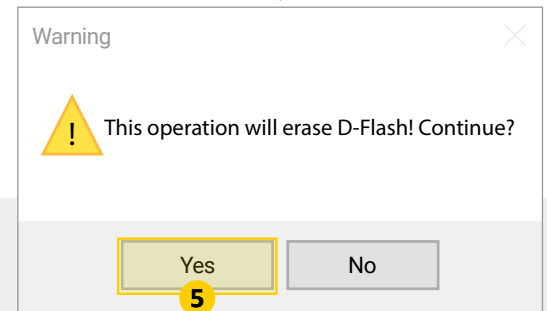 Warning
! This operation will erase D-Flash! Continue?
Yes No
5